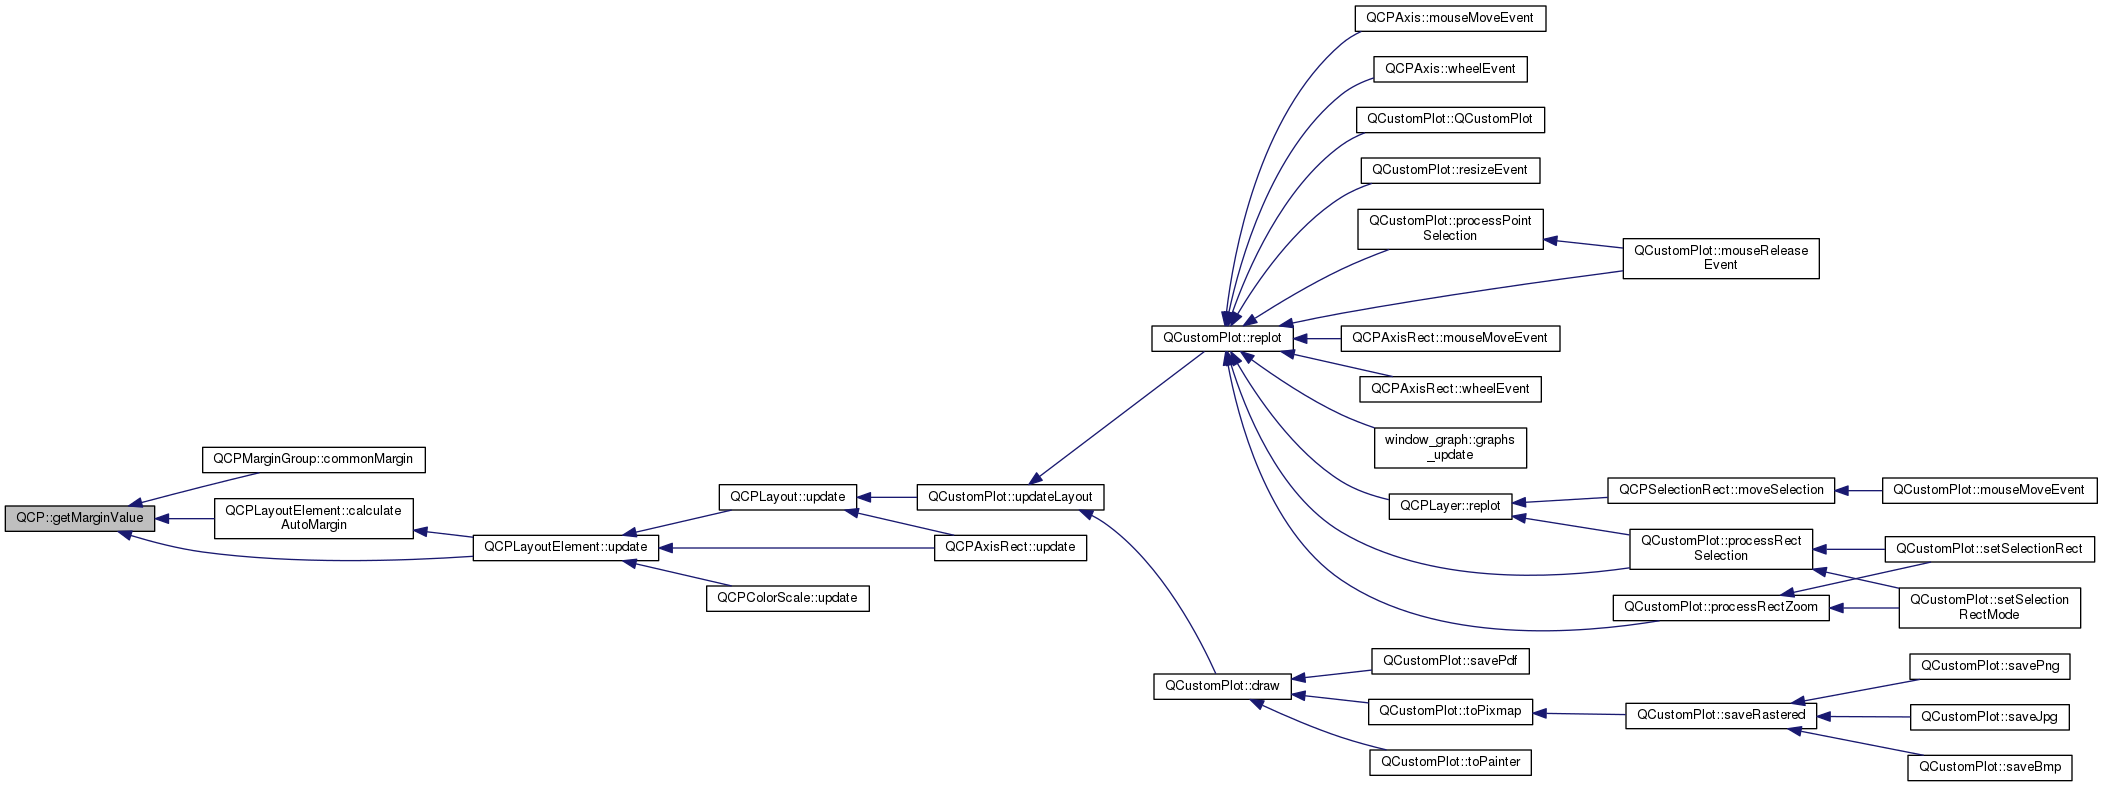 QCP::getMarginValue
QCPMarginGroup::commonMargin
QCPLayoutElement::calculate
AutoMargin
QCPLayoutElement::update
QCPLayout::update
QCPColorScale::update
QCustomPlot::updateLayout
QCPAxisRect::update
QCustomPlot::replot
QCustomPlot::draw
QCPAxis::mouseMoveEvent
QCPAxis::wheelEvent
QCustomPlot::QCustomPlot
QCustomPlot::resizeEvent
QCustomPlot::processPoint
Selection
QCustomPlot::mouseRelease
Event
QCPAxisRect::mouseMoveEvent
QCPAxisRect::wheelEvent
window_graph::graphs
_update
QCPLayer::replot
QCPSelectionRect::moveSelection
QCustomPlot::mouseMoveEvent
QCustomPlot::processRect
Selection
QCustomPlot::setSelectionRect
QCustomPlot::processRectZoom
QCustomPlot::setSelection
RectMode
QCustomPlot::savePdf
QCustomPlot::toPixmap
QCustomPlot::toPainter
QCustomPlot::saveRastered
QCustomPlot::savePng
QCustomPlot::saveJpg
QCustomPlot::saveBmp